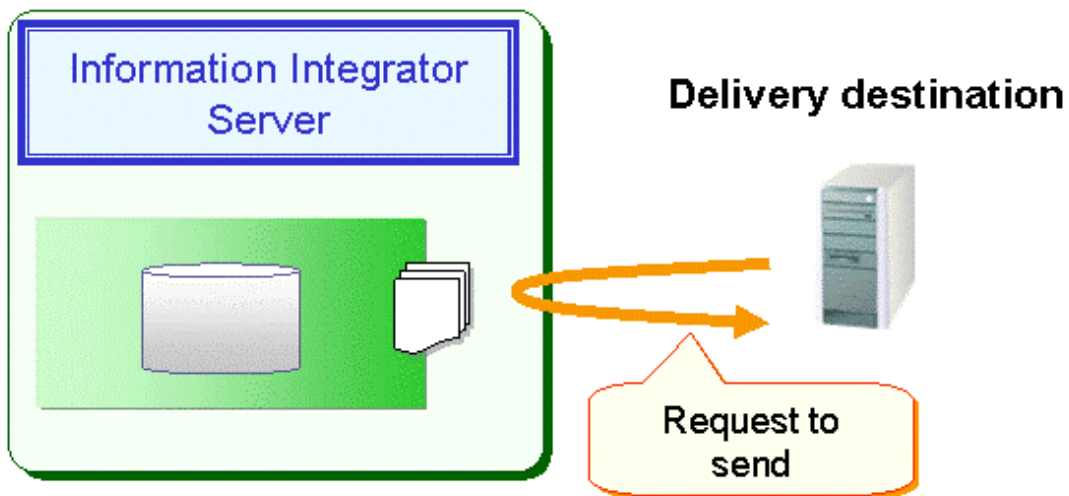 Information Integrator
Server
Delivery destination
Request to
send